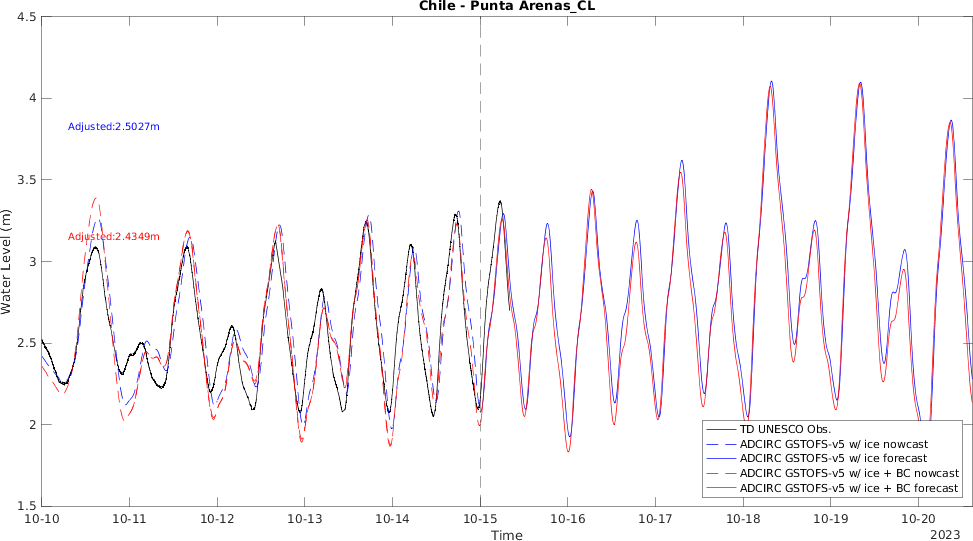 Chile - Punta Arenas_CL
Water Level (m)
4.5
4
3.5
3
2.5
2
1.5
Adjusted:2.5027m
Adjusted:2.4349m
TD UNESCO Obs.
ADCIRC GSTOFS-v5 w/ ice nowcast
ADCIRC GSTOFS-v5 w/ ice forecast
ADCIRC GSTOFS-v5 w/ ice + BC nowcast
ADCIRC GSTOFS-v5 w/ ice + BC forecast
10-10 10-11 10-12 10-13 10-14 10-15 10-16 10-17 10-18 10-19 10-20
2023
Time